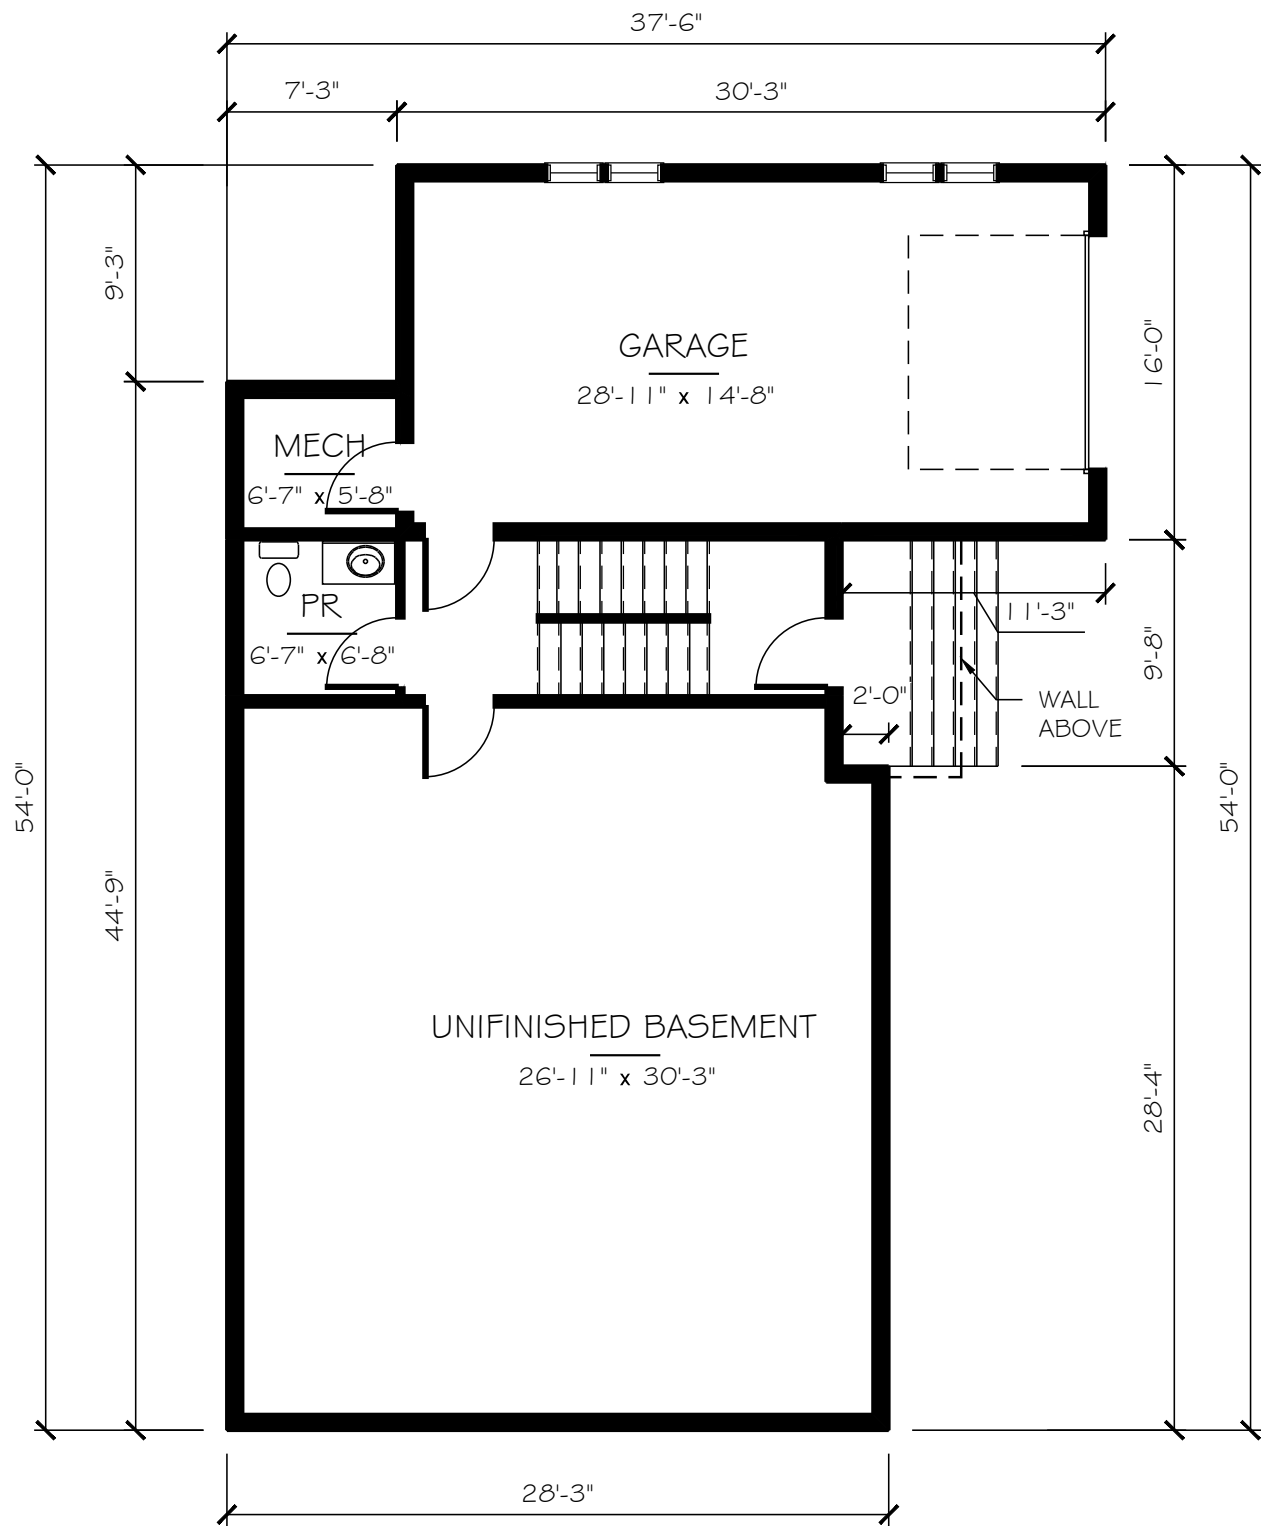 37'-6"
7'-3"
30'-3"
9'-3"
16'-0"
GARAGE
28'-11" x 14'-8"
MECH
6'-7" x 5'-8"
PR
6'-7" x 6'-8"
11'-3"
9'-8"
2'-0"
WALL
ABOVE
54'-0"
54'-0"
44'-9"
UNIFINISHED BASEMENT
26'-11" x 30'-3"
28'-4"
28'-3"